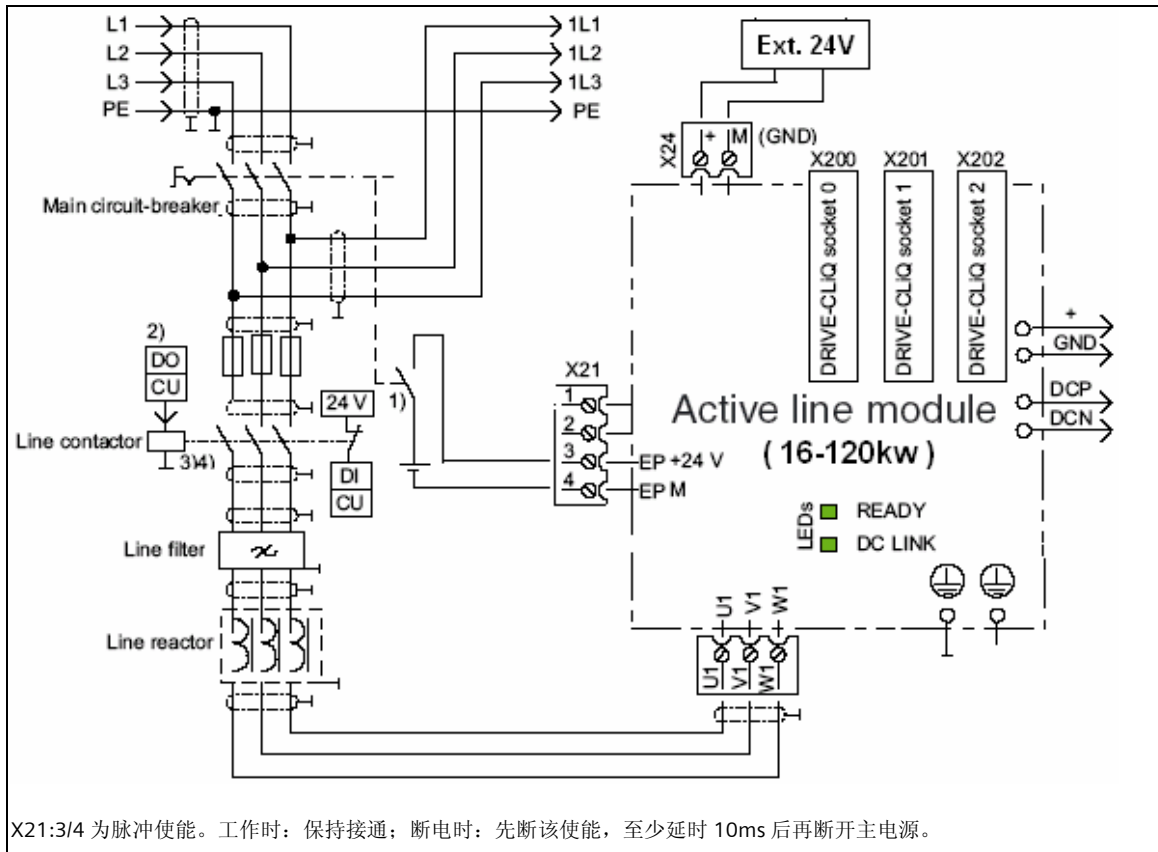 L1
L2
L3
PE
1L1
1L2
1L3
PE
Ext. 24V
X24
+ M (GND)
X200
X201
X202
DRIVE-CLiQ socket 0
DRIVE-CLiQ socket 1
DRIVE-CLiQ socket 2
Main circuit-breaker
2)
DO
CU
24 V
1)
X21
1
2
3
4
EP +24 V
EP M
Active line module
( 16-120kw )
+
GND
DCP
DCN
Line contactor
3)4)
DI
CU
LEDs
READY
DC LINK
Line filter
Line reactor
U1
V1
W1
U1
V1
W1
X21:3/4 为脉冲使能。工作时：保持接通；断电时：先断该使能，至少延时 10ms 后再断开主电源。